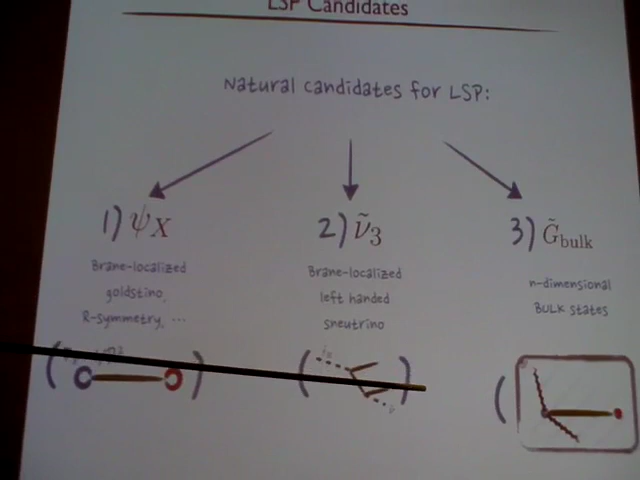 LSP Candidates
Natural candidates for LSP:
1) ψ_X
Brane-localized
goldstino,
R-symmetry, ...
2) ν̃₃
Brane-localized
left handed
sneutrino
3) G̃_bulk
n-dimensional
BULK states